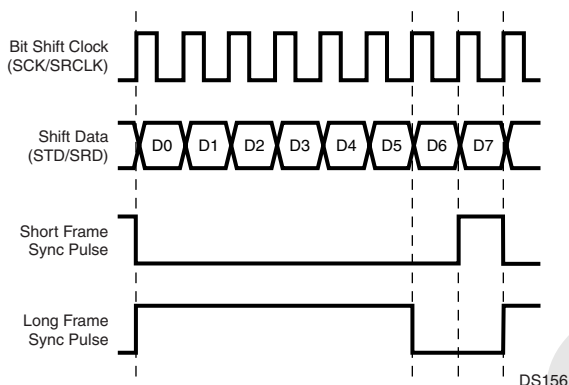 Bit Shift Clock
(SCK/SRCLK)
Shift Data
(STD/SRD)
D0 D1 D2 D3 D4 D5 D6 D7
Short Frame
Sync Pulse
Long Frame
Sync Pulse
DS156